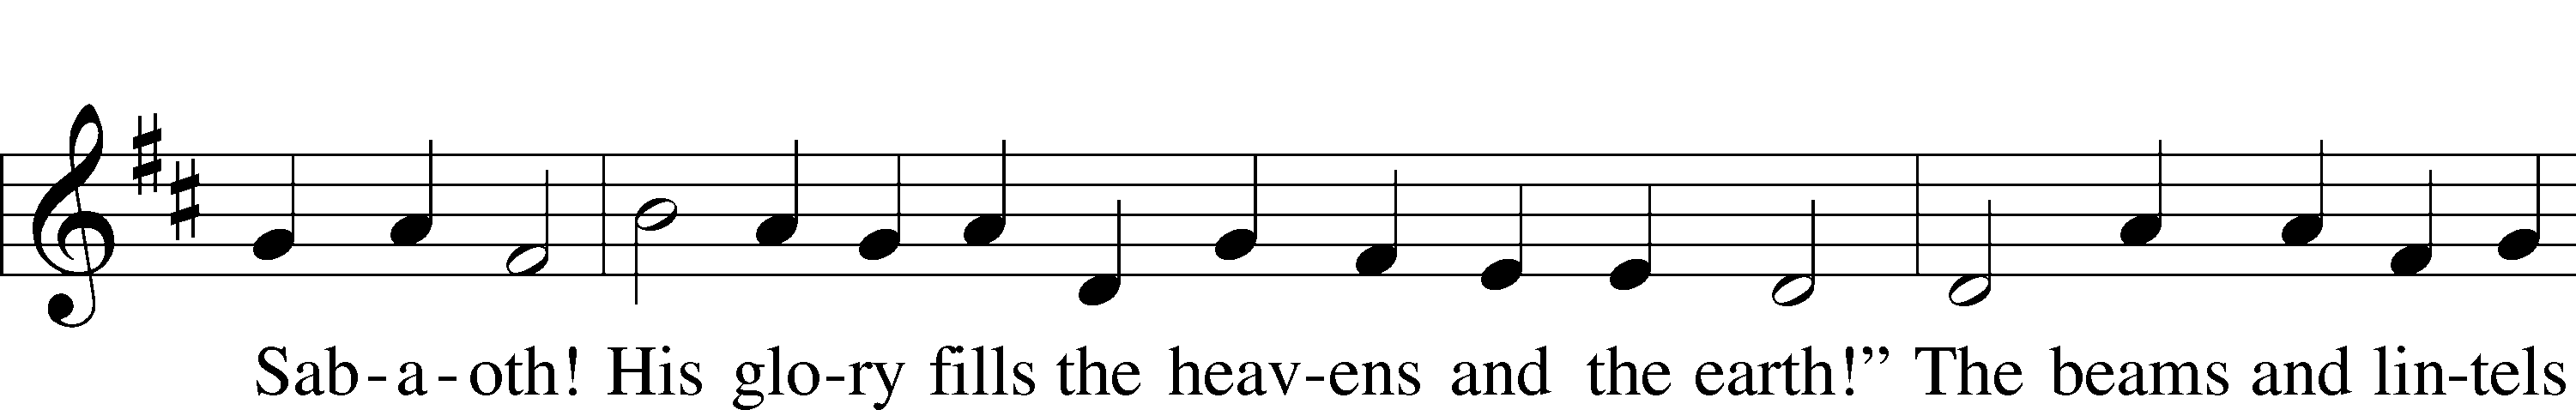 Sab-a-oth! His glo-ry fills the heav-ens and the earth!” The beams and lin-tels